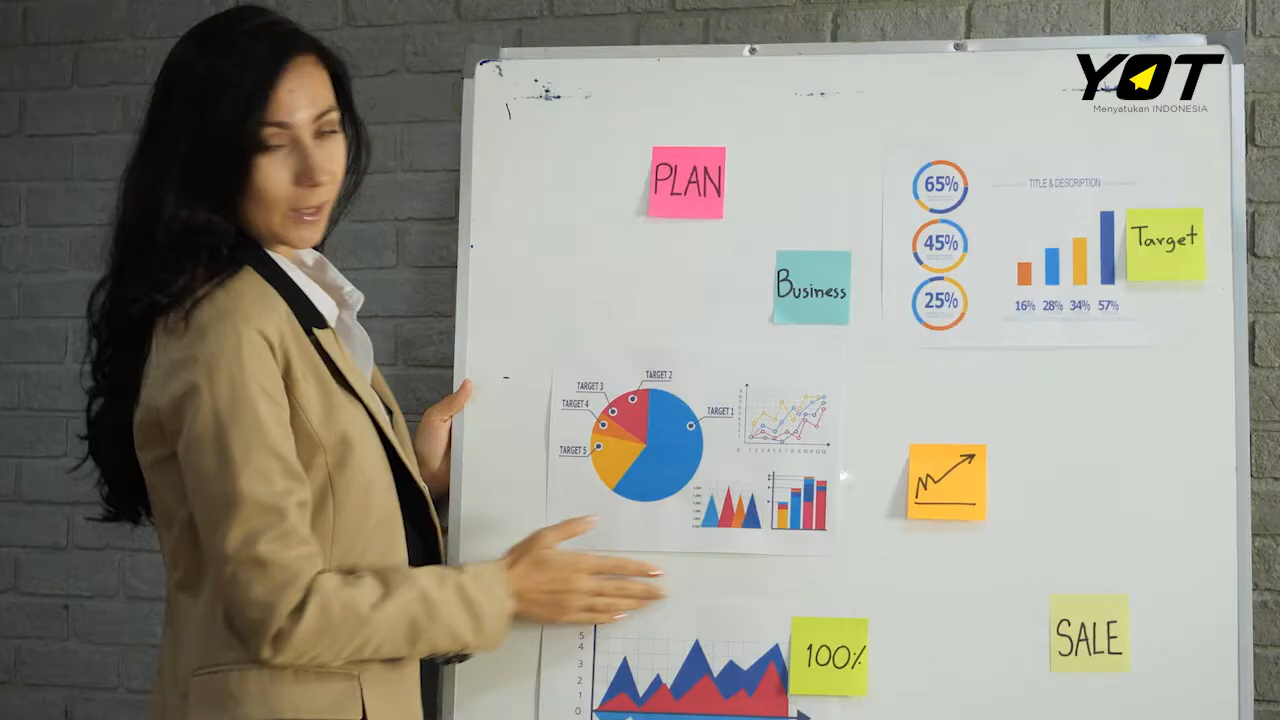 YOT
Menyatukan INDONESIA
PLAN
65%
TITLE & DESCRIPTION
45%
Target
25%
16% 28% 34% 57%
Business
TARGET 2
TARGET 3
TARGET 4
TARGET 1
TARGET 5
SALE
100%
5
4
3
2
1
0